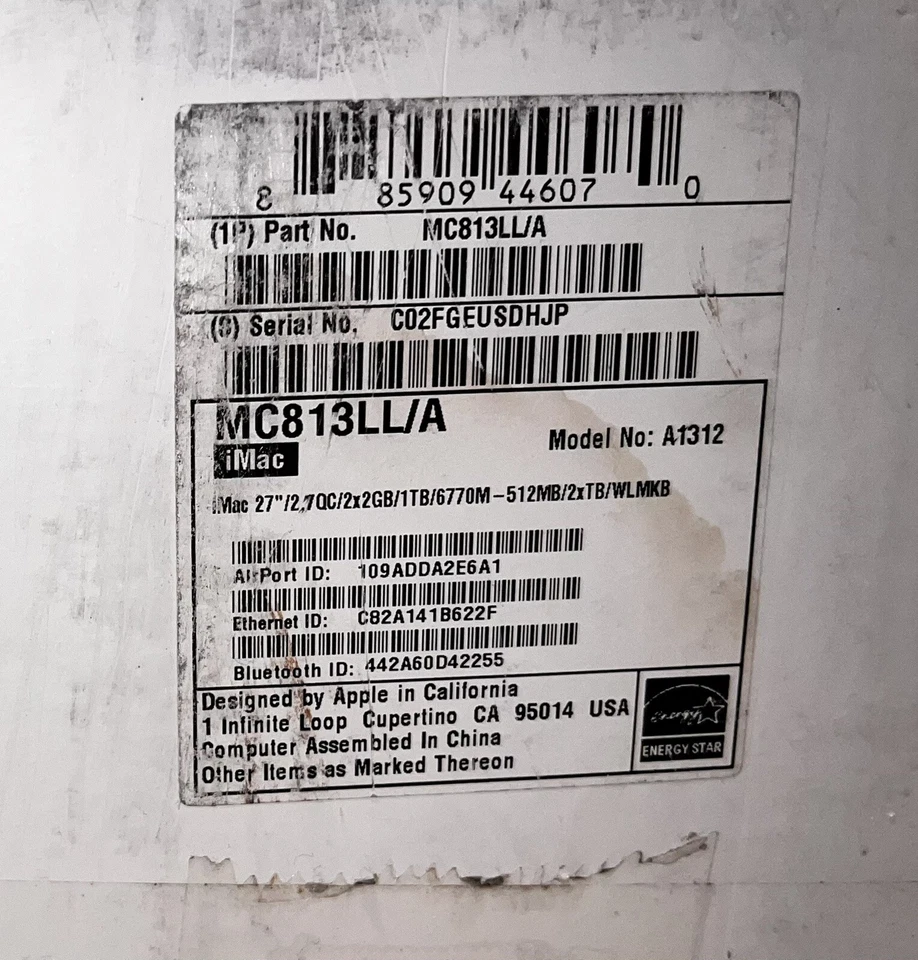 8 85909 44607 0
(1P) Part No. MC813LL/A
(S) Serial No. C02FGEUSDHJP
MC813LL/A
iMac
Model No: A1312
iMac 27"/2.7QC/2x2GB/1TB/6770M-512MB/2xTB/WLMKB
AirPort ID: 109ADDA2E6A1
Ethernet ID: C82A141B622F
Bluetooth ID: 442A60D42255
Designed by Apple in California
1 Infinite Loop Cupertino CA 95014 USA
Computer Assembled In China
Other Items as Marked Thereon
Energy
ENERGY STAR